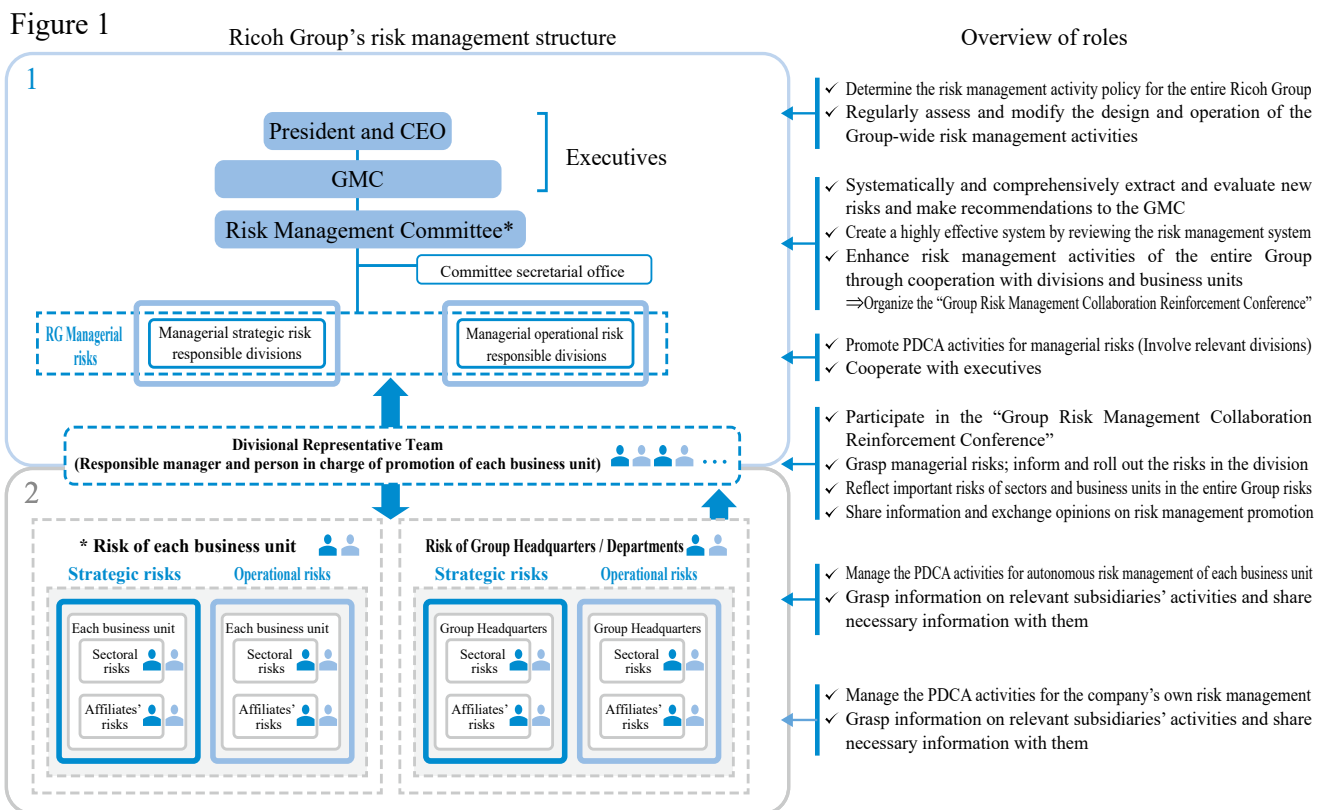 Figure 1
Ricoh Group's risk management structure
Overview of roles
1
President and CEO
GMC
Executives
Risk Management Committee*
Committee secretarial office
RG Managerial
risks
Managerial strategic risk
responsible divisions
Managerial operational risk
responsible divisions
Divisional Representative Team
(Responsible manager and person in charge of promotion of each business unit)
...
2
* Risk of each business unit
Strategic risks
Operational risks
Each business unit
Sectoral
risks
Affiliates'
risks
Each business unit
Sectoral
risks
Affiliates'
risks
Risk of Group Headquarters / Departments
Strategic risks
Operational risks
Group Headquarters
Sectoral
risks
Affiliates'
risks
Group Headquarters
Sectoral
risks
Affiliates'
risks
✓ Determine the risk management activity policy for the entire Ricoh Group
✓ Regularly assess and modify the design and operation of the
Group-wide risk management activities
✓ Systematically and comprehensively extract and evaluate new
risks and make recommendations to the GMC
✓ Create a highly effective system by reviewing the risk management system
✓ Enhance risk management activities of the entire Group
through cooperation with divisions and business units
⇒Organize the "Group Risk Management Collaboration Reinforcement Conference"
✓ Promote PDCA activities for managerial risks (Involve relevant divisions)
✓ Cooperate with executives
✓ Participate in the "Group Risk Management Collaboration
Reinforcement Conference"
✓ Grasp managerial risks; inform and roll out the risks in the division
✓ Reflect important risks of sectors and business units in the entire Group risks
✓ Share information and exchange opinions on risk management promotion
✓ Manage the PDCA activities for autonomous risk management of each business unit
✓ Grasp information on relevant subsidiaries' activities and share
necessary information with them
✓ Manage the PDCA activities for the company's own risk management
✓ Grasp information on relevant subsidiaries' activities and share
necessary information with them